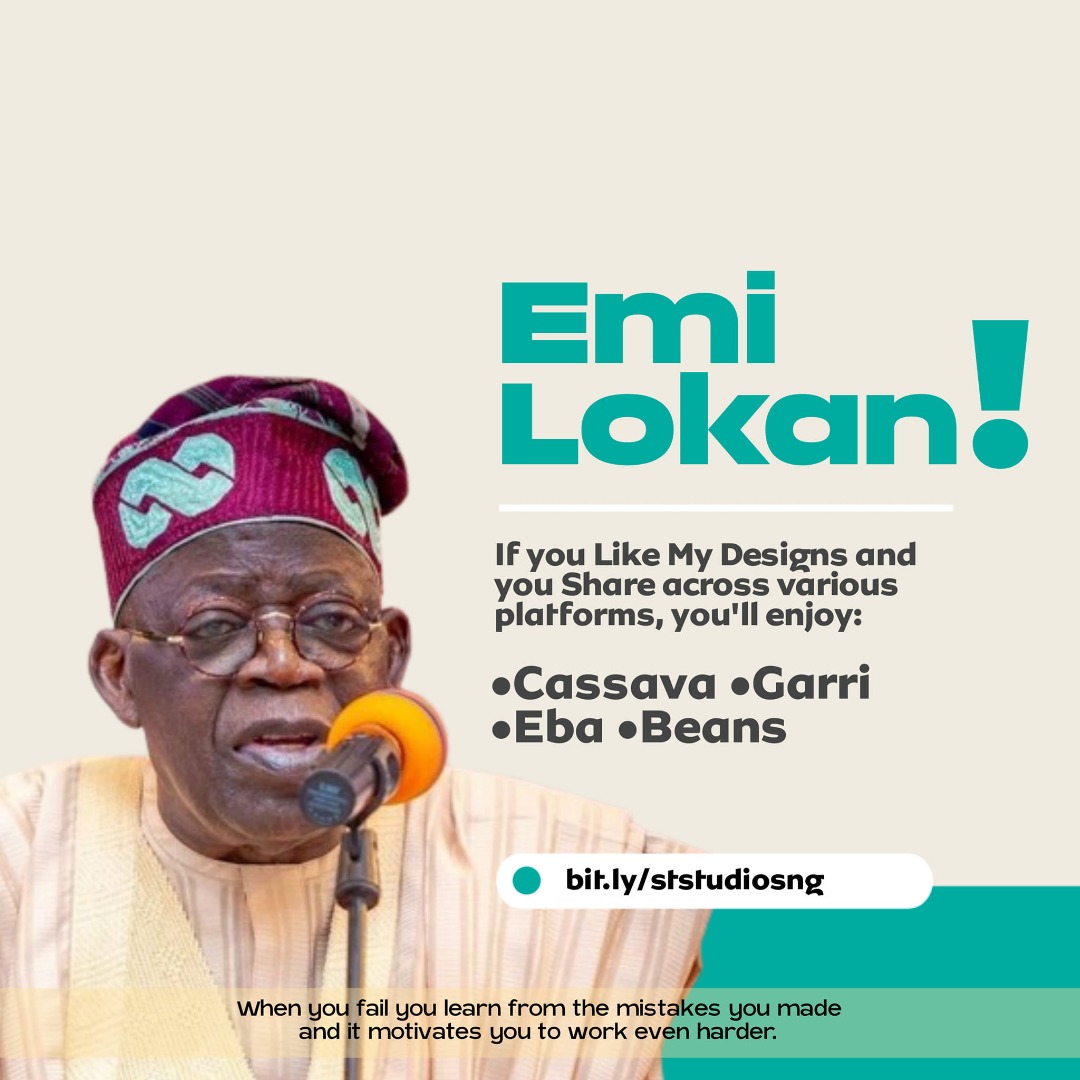 Emi
Lokan!
If you Like My Designs and
you Share across various
platforms, you'll enjoy:
•Cassava •Garri
•Eba •Beans
bit.ly/ststudiosng
When you fail you learn from the mistakes you made
and it motivates you to work even harder.